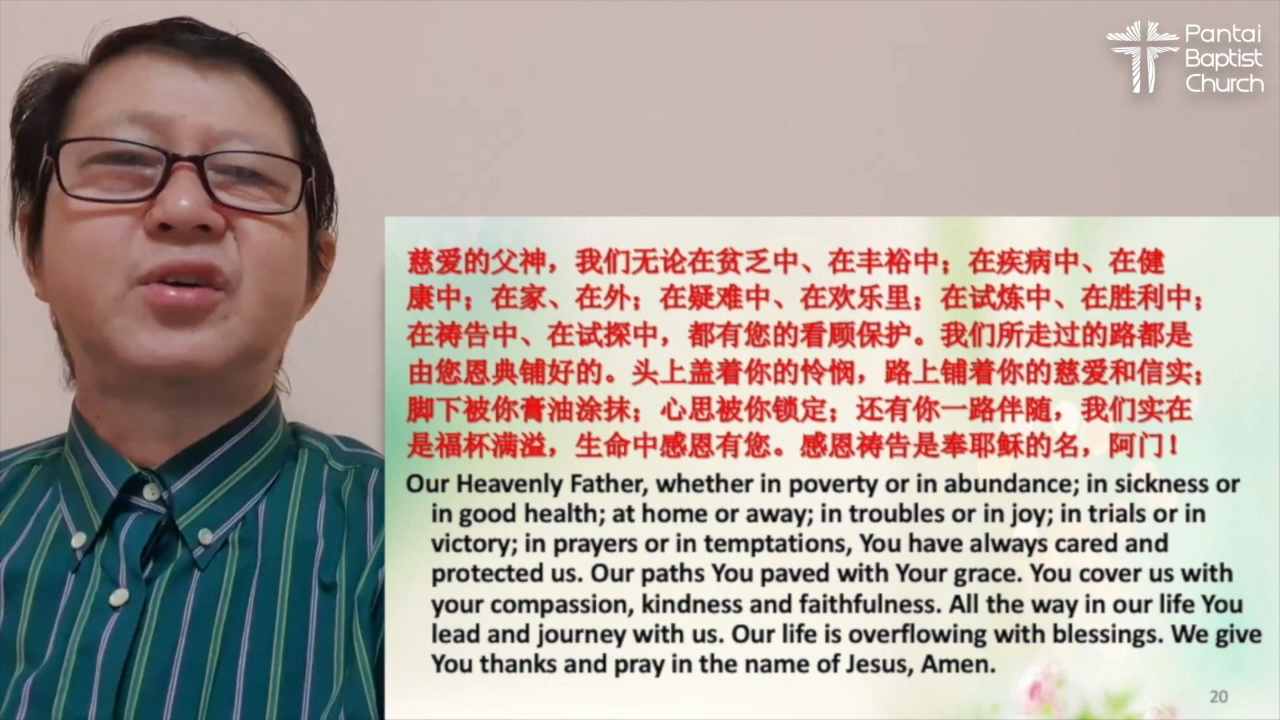 Pantai
Baptist
Church
慈爱的父神，我们无论在贫乏中、在丰裕中；在疾病中、在健
康中；在家、在外；在疑难中、在欢乐里；在试炼中、在胜利中；
在祷告中、在试探中，都有您的看顾保护。我们所走过的路都是
由您恩典铺好的。头上盖着你的怜悯，路上铺着你的慈爱和信实；
脚下被你膏油涂抹；心思被你锁定；还有你一路伴随，我们实在
是福杯满溢，生命中感恩有您。感恩祷告是奉耶稣的名，阿门！
Our Heavenly Father, whether in poverty or in abundance; in sickness or
in good health; at home or away; in troubles or in joy; in trials or in
victory; in prayers or in temptations, You have always cared and
protected us. Our paths You paved with Your grace. You cover us with
your compassion, kindness and faithfulness. All the way in our life You
lead and journey with us. Our life is overflowing with blessings. We give
You thanks and pray in the name of Jesus, Amen.
20